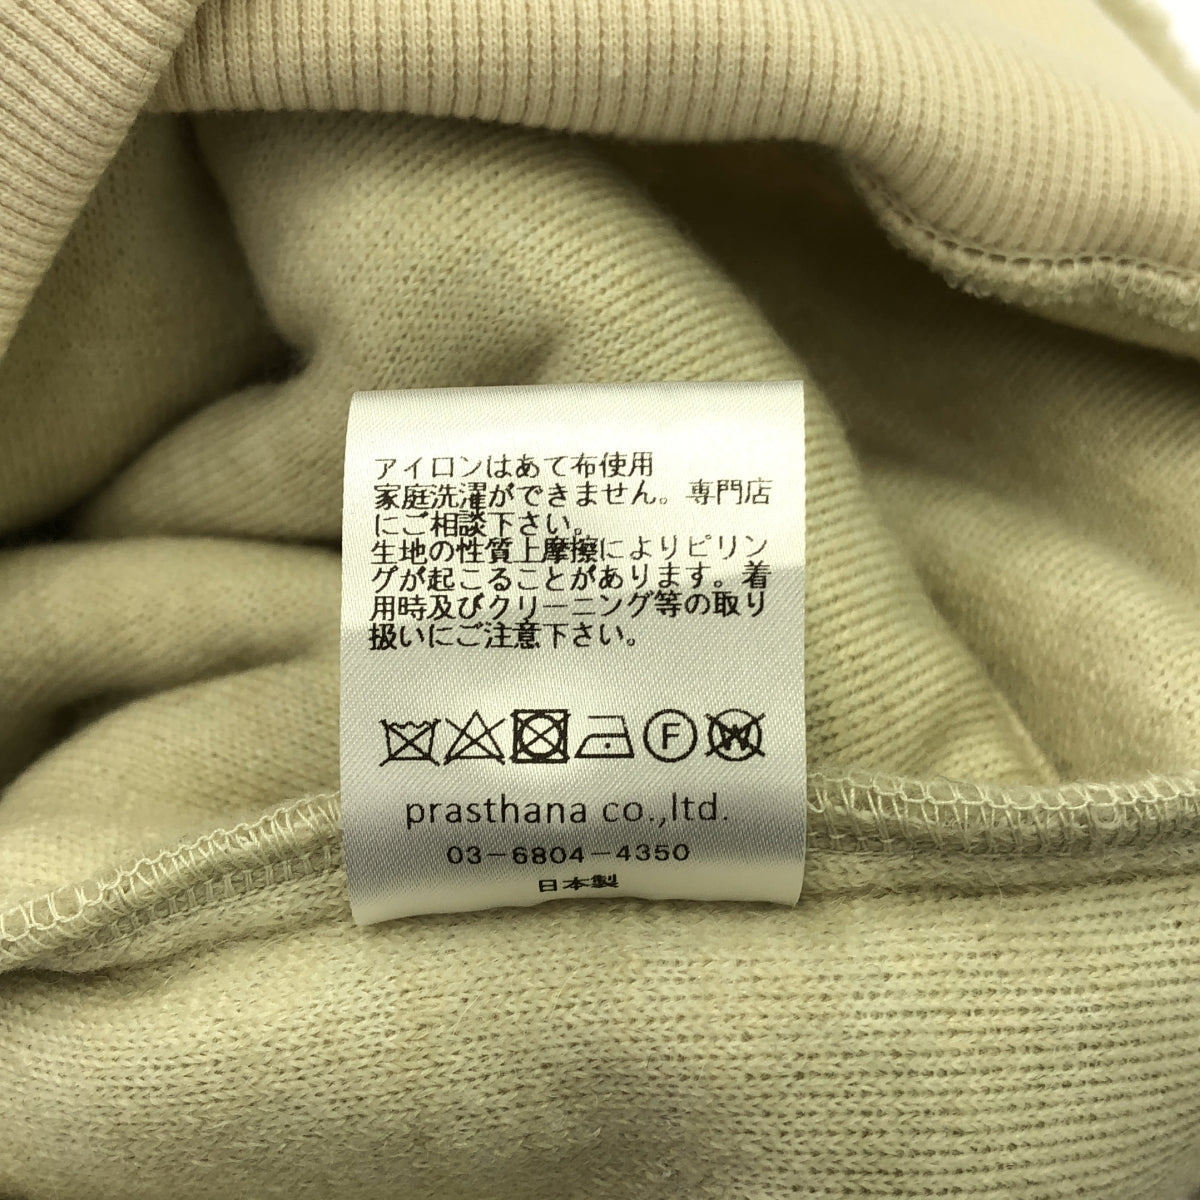 アイロンはあて布使用
家庭洗濯ができません。専門店
にご相談下さい。
生地の性質上摩擦によりピリン
グが起こることがあります。着
用時及びクリーニング等の取り
扱いにご注意下さい。
F W
prasthana co.,ltd.
03-6804-4350
日本製